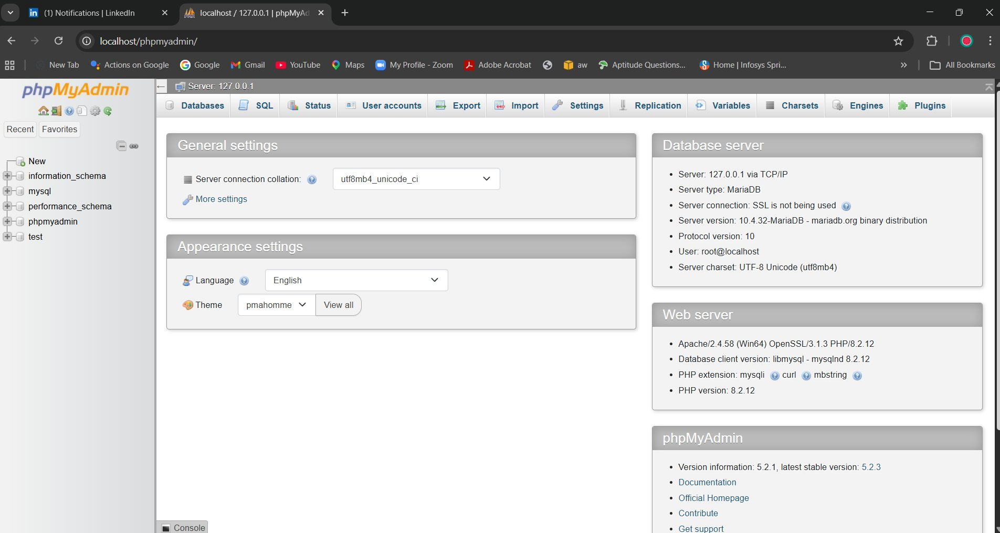 (1) Notifications | LinkedIn
localhost / 127.0.0.1 | phpMyAd
localhost/phpmyadmin/
New Tab
Actions on Google
Google
Gmail
YouTube
Maps
My Profile - Zoom
Adobe Acrobat
aw
Aptitude Questions...
Home | Infosys Spri...
All Bookmarks
phpMyAdmin
Recent
Favorites
New
information_schema
mysql
performance_schema
phpmyadmin
test
Server: 127.0.0.1
Databases
SQL
Status
User accounts
Export
Import
Settings
Replication
Variables
Charsets
Engines
Plugins
General settings
Server connection collation:
utf8mb4_unicode_ci
More settings
Appearance settings
Language
English
Theme
pmahomme
View all
Database server
Server: 127.0.0.1 via TCP/IP
Server type: MariaDB
Server connection: SSL is not being used
Server version: 10.4.32-MariaDB - mariadb.org binary distribution
Protocol version: 10
User: root@localhost
Server charset: UTF-8 Unicode (utf8mb4)
Web server
Apache/2.4.58 (Win64) OpenSSL/3.1.3 PHP/8.2.12
Database client version: libmysql - mysqlnd 8.2.12
PHP extension: mysqli curl mbstring
PHP version: 8.2.12
phpMyAdmin
Version information: 5.2.1, latest stable version: 5.2.3
Documentation
Official Homepage
Contribute
Get support
Console